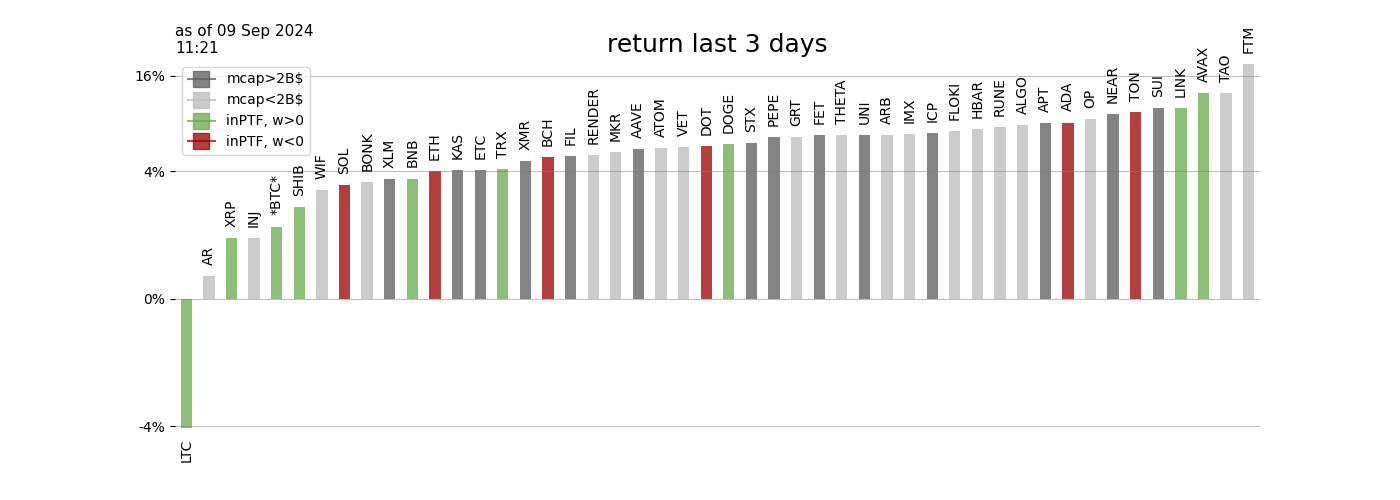 as of 09 Sep 2024
11:21
return last 3 days
mcap>2B$
mcap<2B$
inPTF, w>0
inPTF, w<0
16%
4%
0%
-4%
LTC
AR
XRP
INJ
*BTC*
SHIB
WIF
SOL
BONK
XLM
BNB
ETH
KAS
ETC
TRX
XMR
BCH
FIL
RENDER
MKR
AAVE
ATOM
VET
DOT
DOGE
STX
PEPE
GRT
FET
THETA
UNI
ARB
IMX
ICP
FLOKI
HBAR
RUNE
ALGO
APT
ADA
OP
NEAR
TON
SUI
LINK
AVAX
TAO
FTM